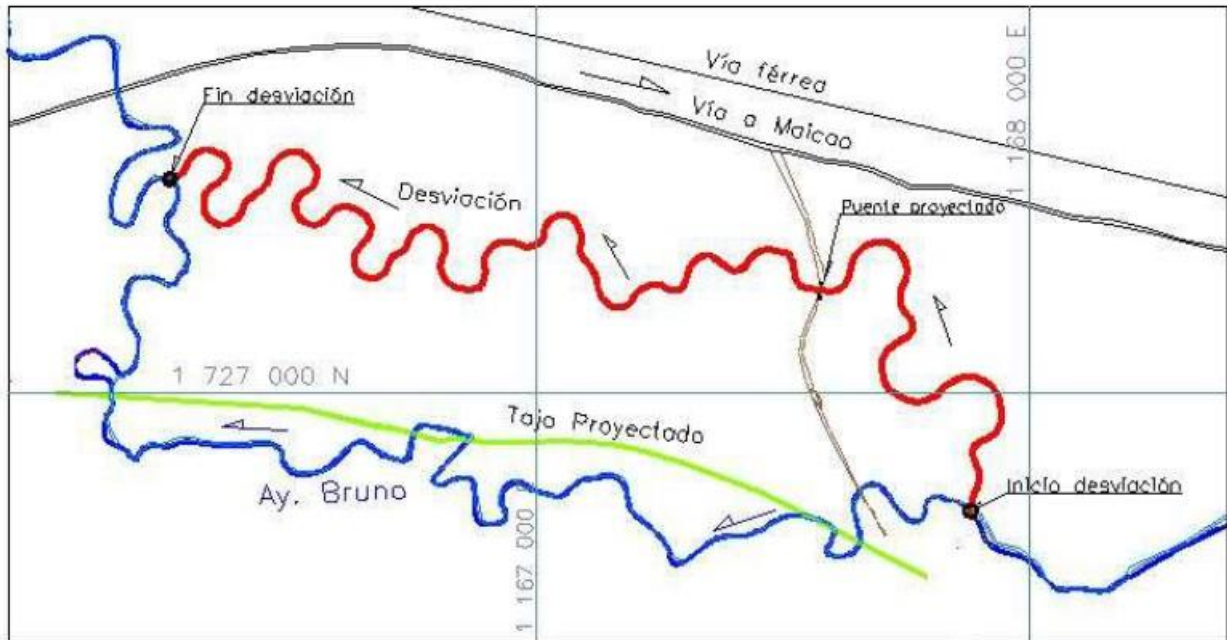 1 168 000 E
Vía férrea
Fin desviación
Vía a Maicao
Desviación
Puente proyectado
1 727 000 N
Tajo Proyectado
Ay. Bruno
Inicio desviación
1 167 000